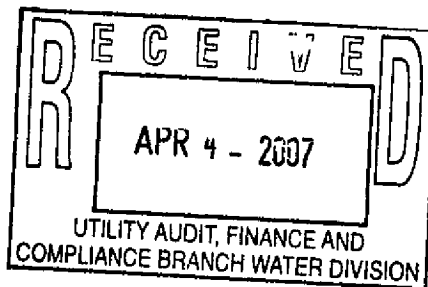 RECEIVED
APR 4 - 2007
UTILITY AUDIT, FINANCE AND
COMPLIANCE BRANCH WATER DIVISION